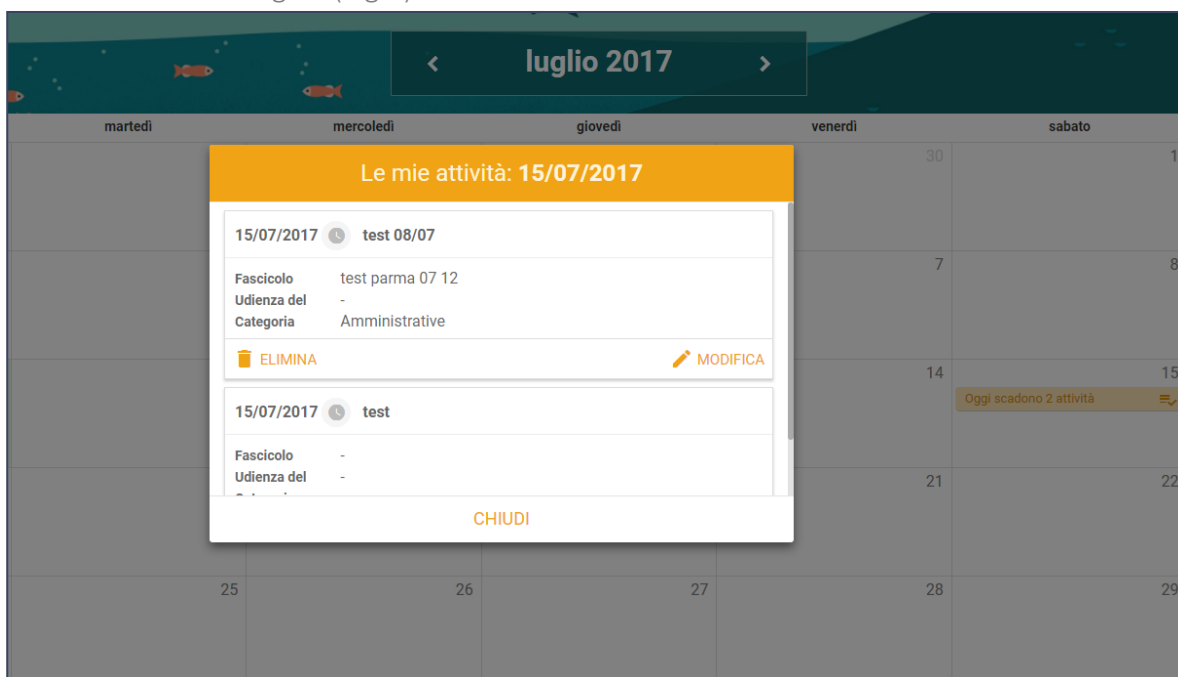 luglio 2017
martedì mercoledì giovedì venerdì sabato
30 1
Le mie attività: 15/07/2017
15/07/2017 test 08/07
Fascicolo test parma 07 12
Udienza del -
Categoria Amministrative
ELIMINA MODIFICA
7 8
14 15
Oggi scadono 2 attività
15/07/2017 test
Fascicolo -
Udienza del -
CHIUDI
21 22
25 26 27 28 29